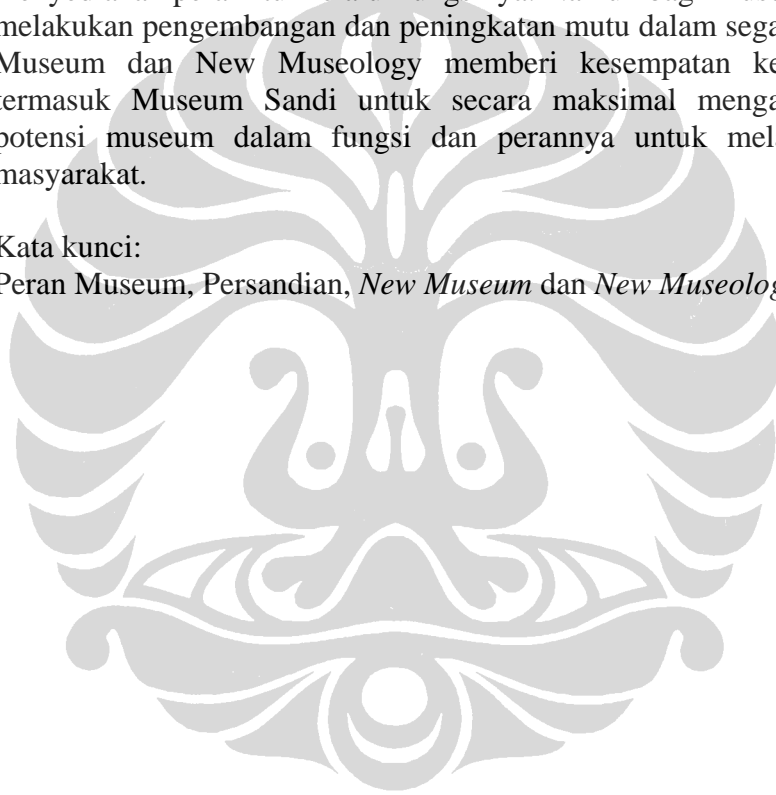 melakukan pengembangan dan peningkatan mutu dalam sega
Museum dan New Museology memberi kesempatan ke
termasuk Museum Sandi untuk secara maksimal menga
potensi museum dalam fungsi dan perannya untuk mela
masyarakat.
Kata kunci:
Peran Museum, Persandian, New Museum dan New Museolog